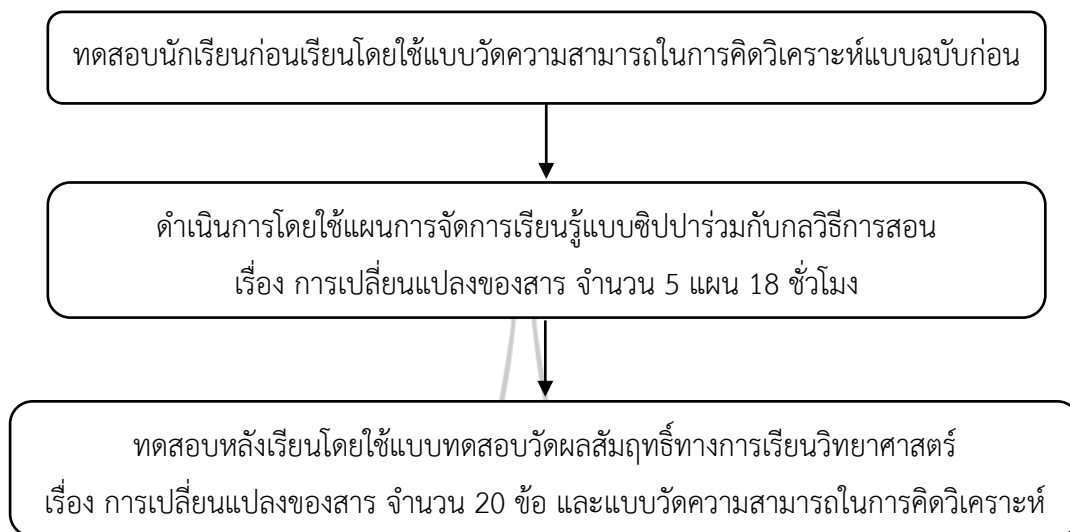 ทดสอบนักเรียนก่อนเรียนโดยใช้แบบวัดความสามารถในการคิดวิเคราะห์แบบฉบับก่อน
ดำเนินการโดยใช้แผนการจัดการเรียนรู้แบบซิปปาร่วมกับกลวิธีการสอน
เรื่อง การเปลี่ยนแปลงของสาร จำนวน 5 แผน 18 ชั่วโมง
ทดสอบหลังเรียนโดยใช้แบบทดสอบวัดผลสัมฤทธิ์ทางการเรียนวิทยาศาสตร์
เรื่อง การเปลี่ยนแปลงของสาร จำนวน 20 ข้อ และแบบวัดความสามารถในการคิดวิเคราะห์